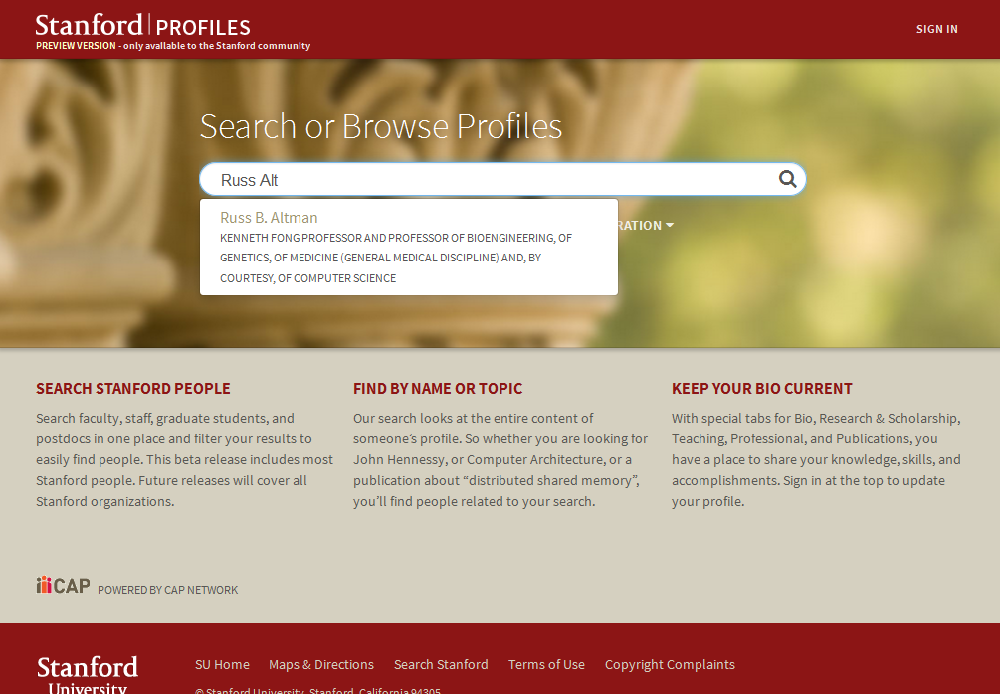 Stanford | PROFILES
PREVIEW VERSION - only available to the Stanford community
SIGN IN
Search or Browse Profiles
Russ Alt
Russ B. Altman
KENNETH FONG PROFESSOR AND PROFESSOR OF BIOENGINEERING, OF
GENETICS, OF MEDICINE (GENERAL MEDICAL DISCIPLINE) AND, BY
COURTESY, OF COMPUTER SCIENCE
RATION
SEARCH STANFORD PEOPLE
Search faculty, staff, graduate students, and
postdocs in one place and filter your results to
easily find people. This beta release includes most
Stanford people. Future releases will cover all
Stanford organizations.
FIND BY NAME OR TOPIC
Our search looks at the entire content of
someone's profile. So whether you are looking for
John Hennessy, or Computer Architecture, or a
publication about “distributed shared memory”,
you'll find people related to your search.
KEEP YOUR BIO CURRENT
With special tabs for Bio, Research & Scholarship,
Teaching, Professional, and Publications, you
have a place to share your knowledge, skills, and
accomplishments. Sign in at the top to update
your profile.
CAP POWERED BY CAP NETWORK
Stanford
University
SU Home Maps & Directions Search Stanford Terms of Use Copyright Complaints
© Stanford University, Stanford, California 94305